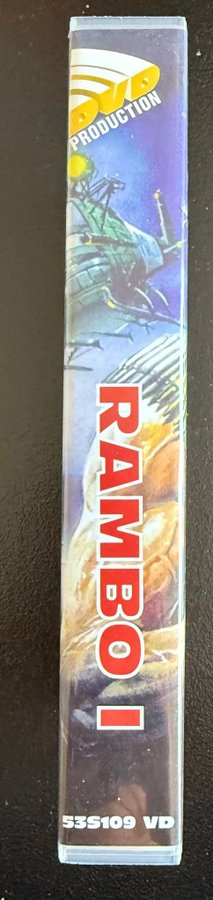 DVD
PRODUCTION
RAMBO I
53S109 VD